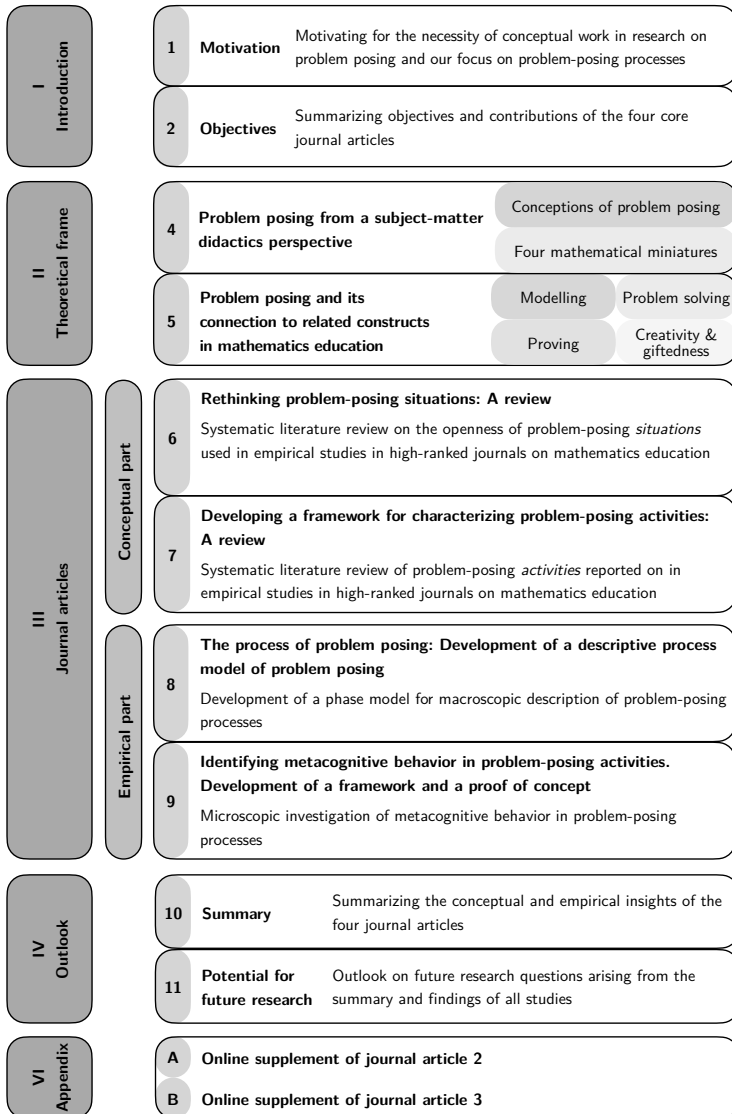 I
Introduction
1
Motivation
Motivating for the necessity of conceptual work in research on
problem posing and our focus on problem-posing processes
2
Objectives
Summarizing objectives and contributions of the four core
journal articles
II
Theoretical frame
4
Problem posing from a subject-matter
didactics perspective
Conceptions of problem posing
Four mathematical miniatures
5
Problem posing and its
connection to related constructs
in mathematics education
Modelling
Problem solving
Proving
Creativity &
giftedness
III
Journal articles
Conceptual part
6
Rethinking problem-posing situations: A review
Systematic literature review on the openness of problem-posing situations
used in empirical studies in high-ranked journals on mathematics education
7
Developing a framework for characterizing problem-posing activities:
A review
Systematic literature review of problem-posing activities reported on in
empirical studies in high-ranked journals on mathematics education
Empirical part
8
The process of problem posing: Development of a descriptive process
model of problem posing
Development of a phase model for macroscopic description of problem-posing
processes
9
Identifying metacognitive behavior in problem-posing activities.
Development of a framework and a proof of concept
Microscopic investigation of metacognitive behavior in problem-posing
processes
IV
Outlook
10
Summary
Summarizing the conceptual and empirical insights of the
four journal articles
11
Potential for
future research
Outlook on future research questions arising from the
summary and findings of all studies
VI
Appendix
A
Online supplement of journal article 2
B
Online supplement of journal article 3